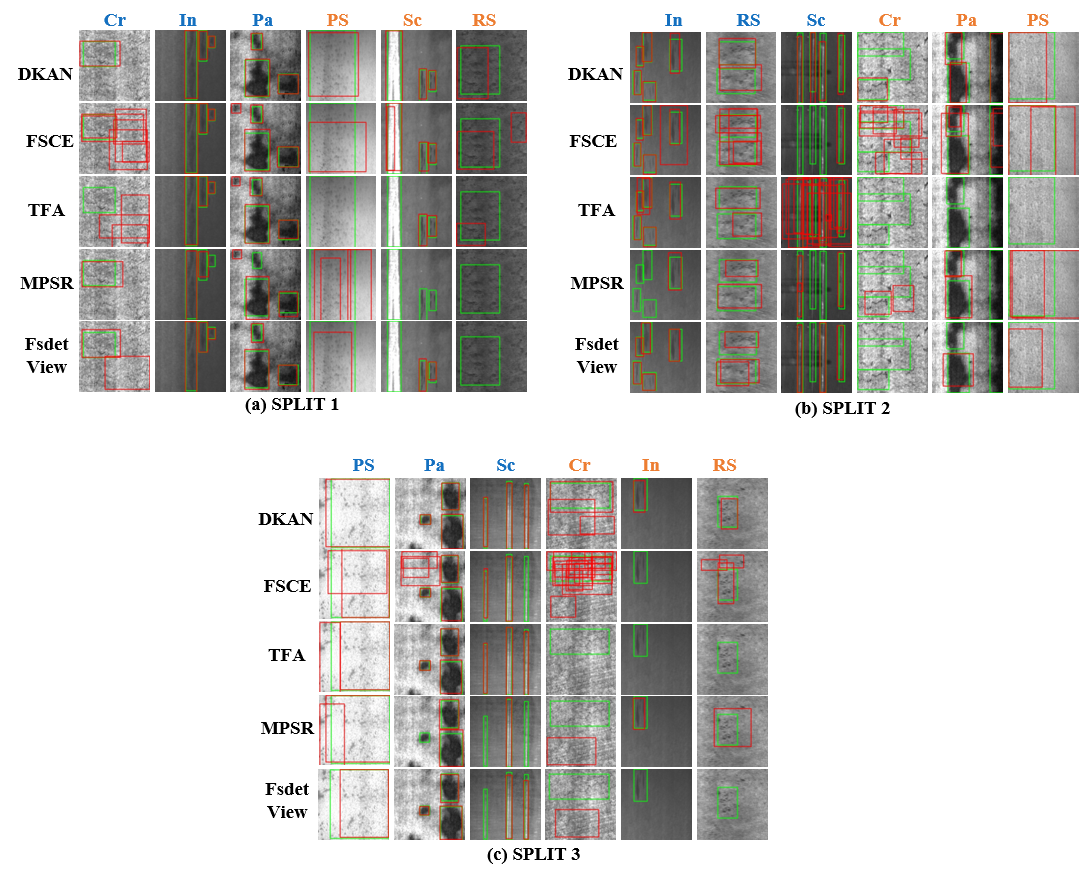 Cr In Pa PS Sc RS
DKAN
FSCE
TFA
MPSR
Fsdet
View
(a) SPLIT 1
In RS Sc Cr Pa PS
DKAN
FSCE
TFA
MPSR
Fsdet
View
(b) SPLIT 2
PS Pa Sc Cr In RS
DKAN
FSCE
TFA
MPSR
Fsdet
View
(c) SPLIT 3